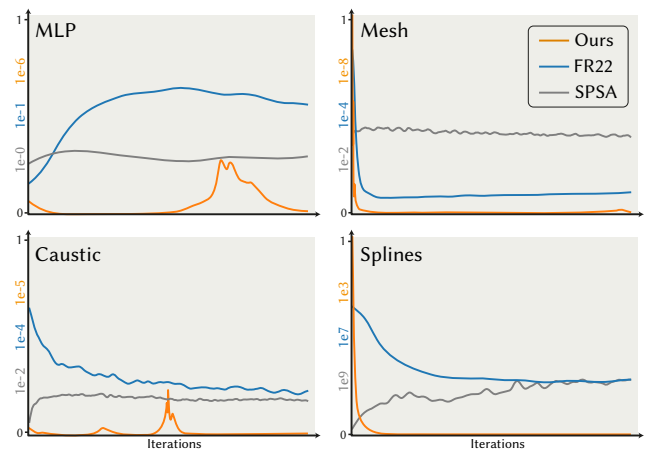 1
MLP
1e-6
1e-1
1e-0
0
1
Mesh
Ours
FR22
SPSA
1e-8
1e-4
1e-2
0
1
Caustic
1e-5
1e-4
1e-2
0
Iterations
1
Splines
1e3
1e7
1e9
0
Iterations